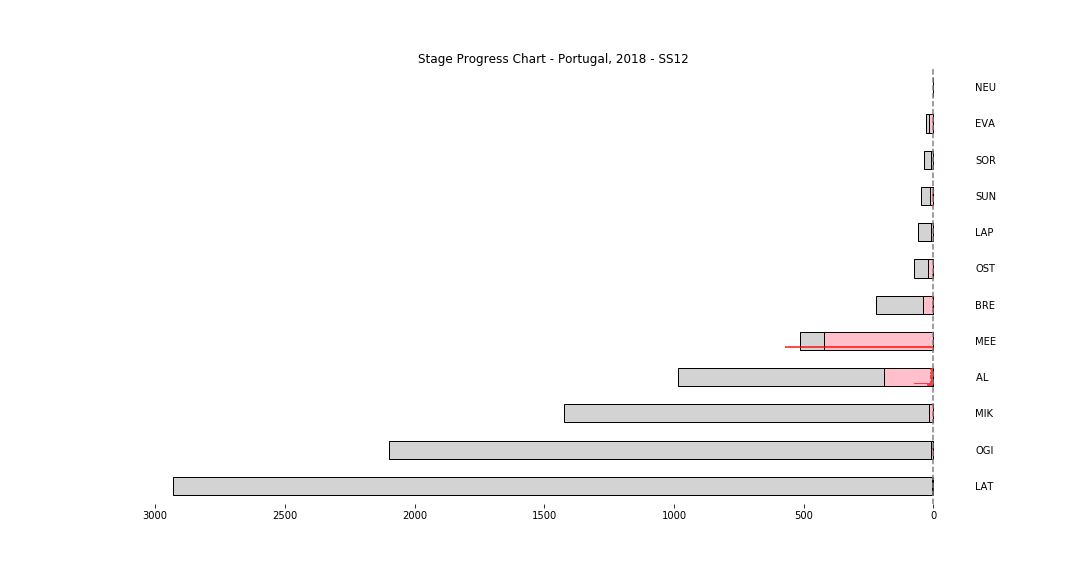 Stage Progress Chart - Portugal, 2018 - SS12
NEU
EVA
SOR
SUN
LAP
OST
BRE
MEE
AL
MIK
OGI
LAT
3000 2500 2000 1500 1000 500 0